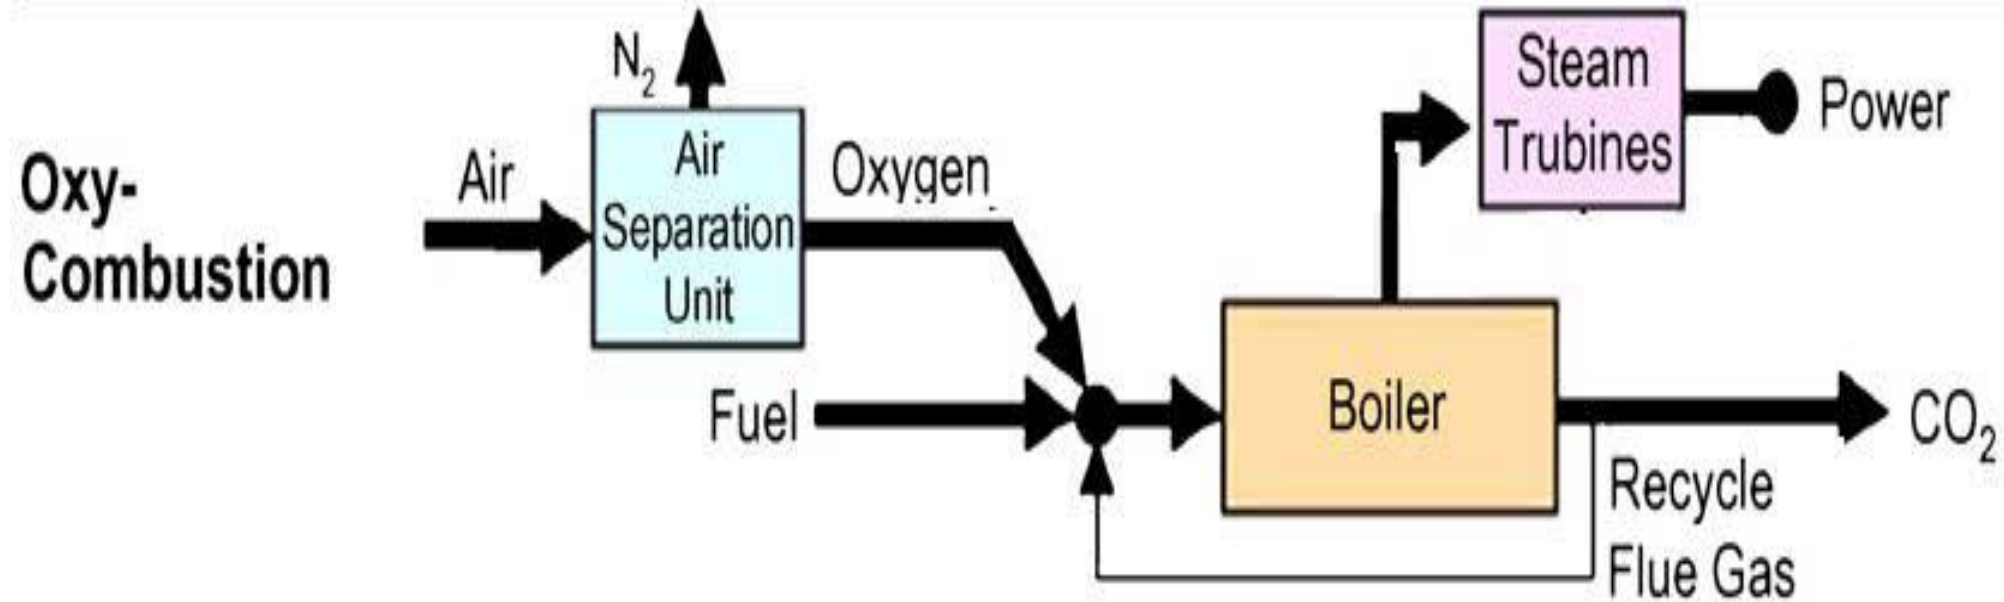 Oxy-
Combustion
Air
N2
Air
Separation
Unit
Oxygen
Fuel
Boiler
Steam
Trubines
Power
CO2
Recycle
Flue Gas